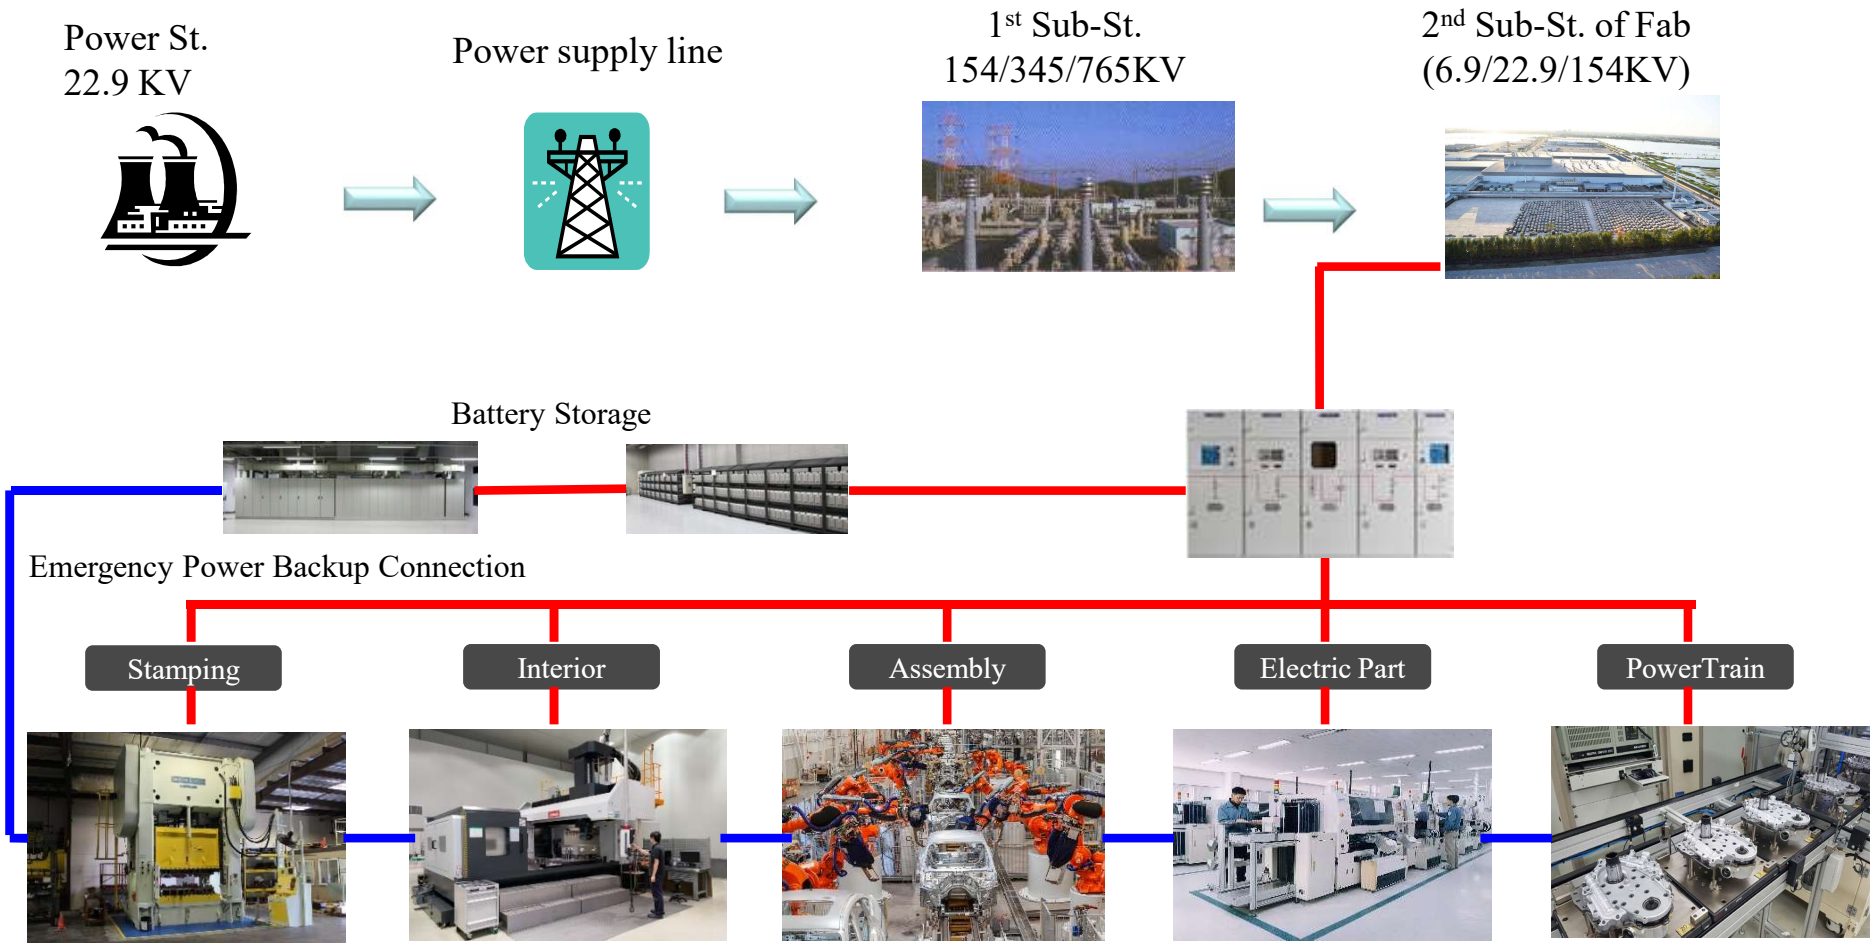 Power St.
22.9 KV
Power supply line
1st Sub-St.
154/345/765KV
2nd Sub-St. of Fab
(6.9/22.9/154KV)
Battery Storage
Emergency Power Backup Connection
Stamping
Interior
Assembly
Electric Part
PowerTrain